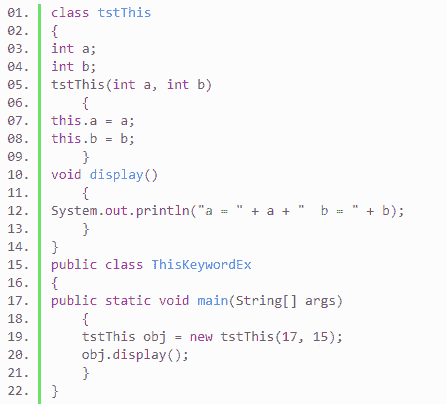 01. class tstThis
02. {
03. int a;
04. int b;
05. tstThis(int a, int b)
06.     {
07. this.a = a;
08. this.b = b;
09.     }
10. void display()
11.     {
12. System.out.println("a = " + a + "  b = " + b);
13.     }
14. }
15. public class ThisKeywordEx
16. {
17. public static void main(String[] args)
18.     {
19.     tstThis obj = new tstThis(17, 15);
20.     obj.display();
21.     }
22. }